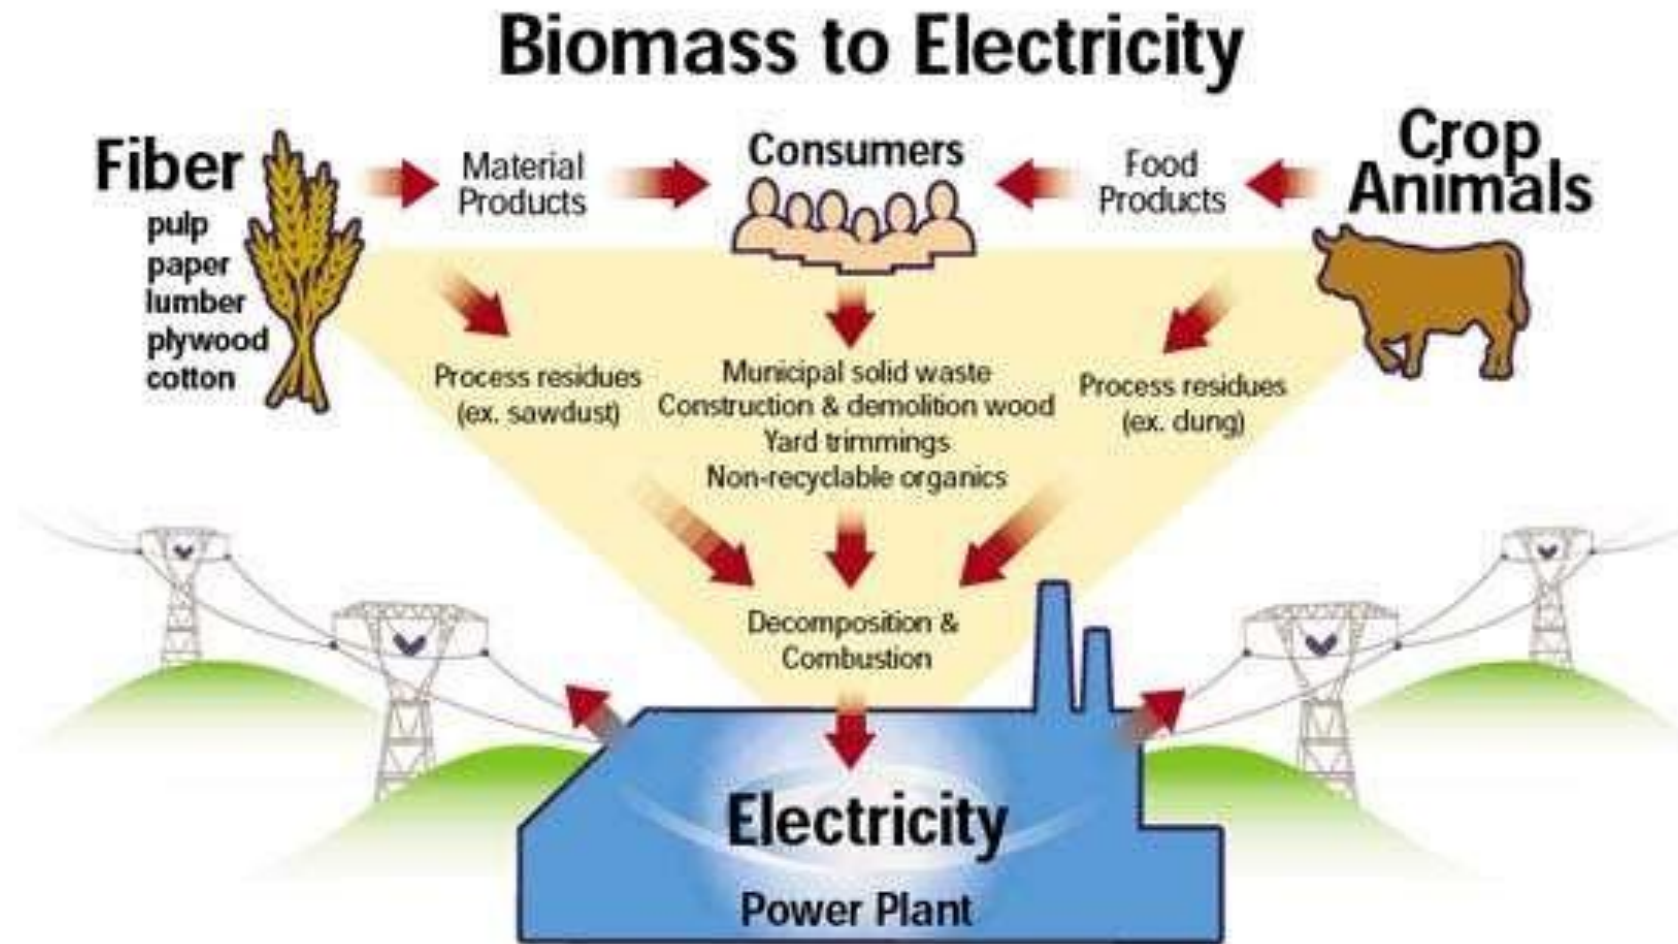 Biomass to Electricity
Fiber
pulp
paper
lumber
plywood
cotton
Material
Products
Consumers
Food
Products
Crop
Animals
Process residues
(ex. sawdust)
Municipal solid waste
Construction & demolition wood
Yard trimmings
Non-recyclable organics
Process residues
(ex. dung)
Decomposition &
Combustion
Electricity
Power Plant